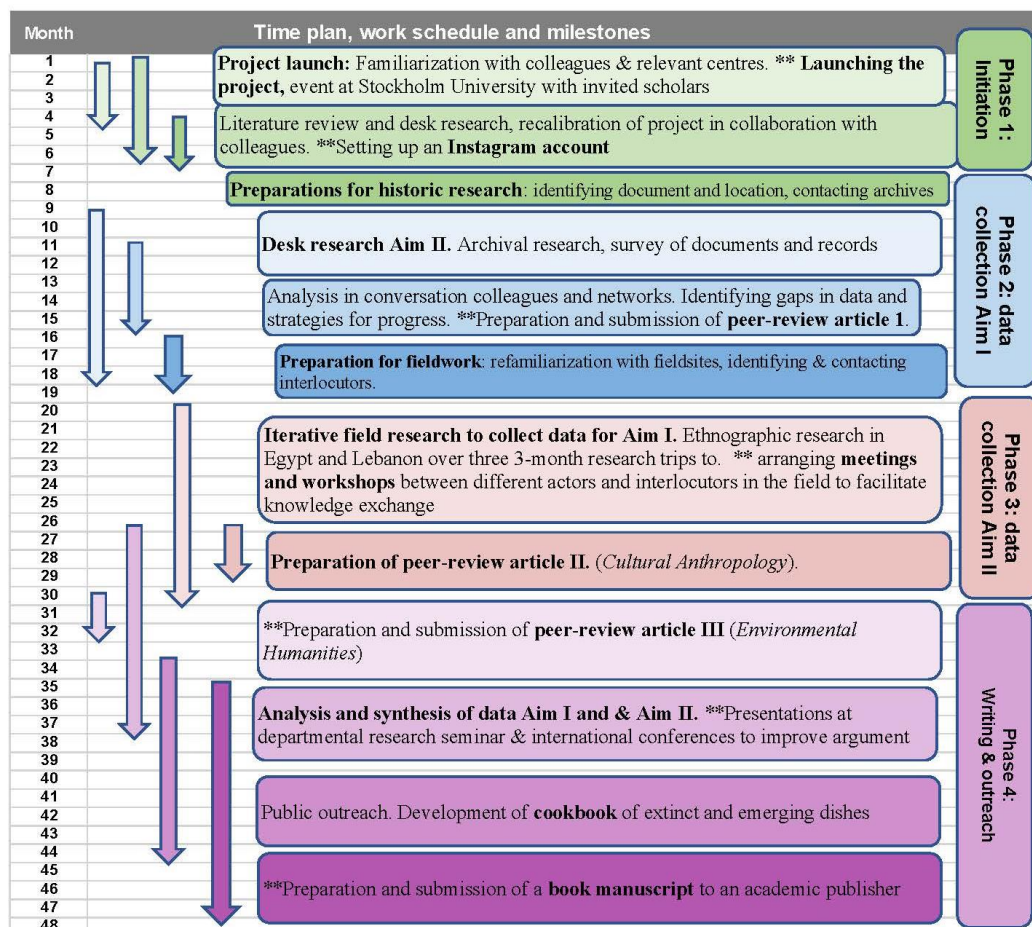 Month
Time plan, work schedule and milestones
1
2
3
4
5
6
7
8
9
10
11
12
13
14
15
16
17
18
19
20
21
22
23
24
25
26
27
28
29
30
31
32
33
34
35
36
37
38
39
40
41
42
43
44
45
46
47
48
Project launch: Familiarization with colleagues & relevant centres. ** Launching the
project, event at Stockholm University with invited scholars
Literature review and desk research, recalibration of project in collaboration with
colleagues. **Setting up an Instagram account
Preparations for historic research: identifying document and location, contacting archives
Desk research Aim II. Archival research, survey of documents and records
Analysis in conversation colleagues and networks. Identifying gaps in data and
strategies for progress. **Preparation and submission of peer-review article 1.
Preparation for fieldwork: refamiliarization with fieldsites, identifying & contacting
interlocutors.
Iterative field research to collect data for Aim I. Ethnographic research in
Egypt and Lebanon over three 3-month research trips to. ** arranging meetings
and workshops between different actors and interlocutors in the field to facilitate
knowledge exchange
Preparation of peer-review article II. (Cultural Anthropology).
**Preparation and submission of peer-review article III (Environmental
Humanities)
Analysis and synthesis of data Aim I and & Aim II. **Presentations at
departmental research seminar & international conferences to improve argument
Public outreach. Development of cookbook of extinct and emerging dishes
**Preparation and submission of a book manuscript to an academic publisher
Phase 1:
Initiation
Phase 2: data
collection Aim I
Phase 3: data
collection Aim II
Phase 4:
Writing & outreach